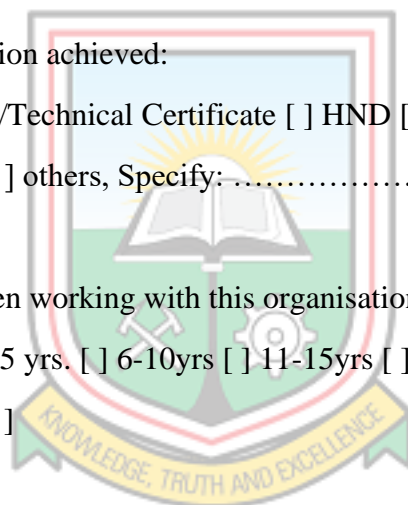 ion achieved:
/Technical Certificate [ ] HND [
] others, Specify: ………………
en working with this organisation
5 yrs. [ ] 6-10yrs [ ] 11-15yrs [ ]
]
KNOWLEDGE, TRUTH AND EXCELLENCE